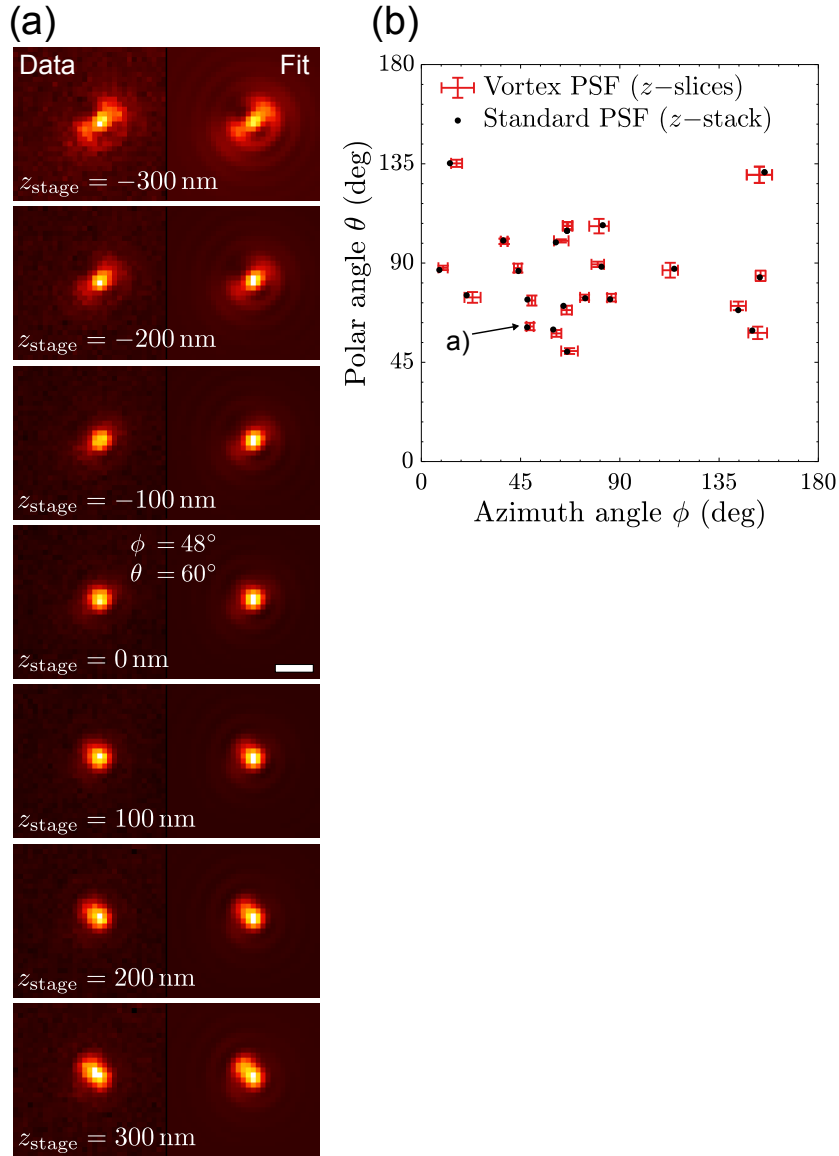 (a)
Data Fit
z_stage = −300 nm
z_stage = −200 nm
z_stage = −100 nm
ϕ = 48°
θ = 60°
z_stage = 0 nm
z_stage = 100 nm
z_stage = 200 nm
z_stage = 300 nm
(b)
Vortex PSF (z−slices)
Standard PSF (z−stack)
180
135
90
45
0
Polar angle θ (deg)
a)
0 45 90 135 180
Azimuth angle ϕ (deg)